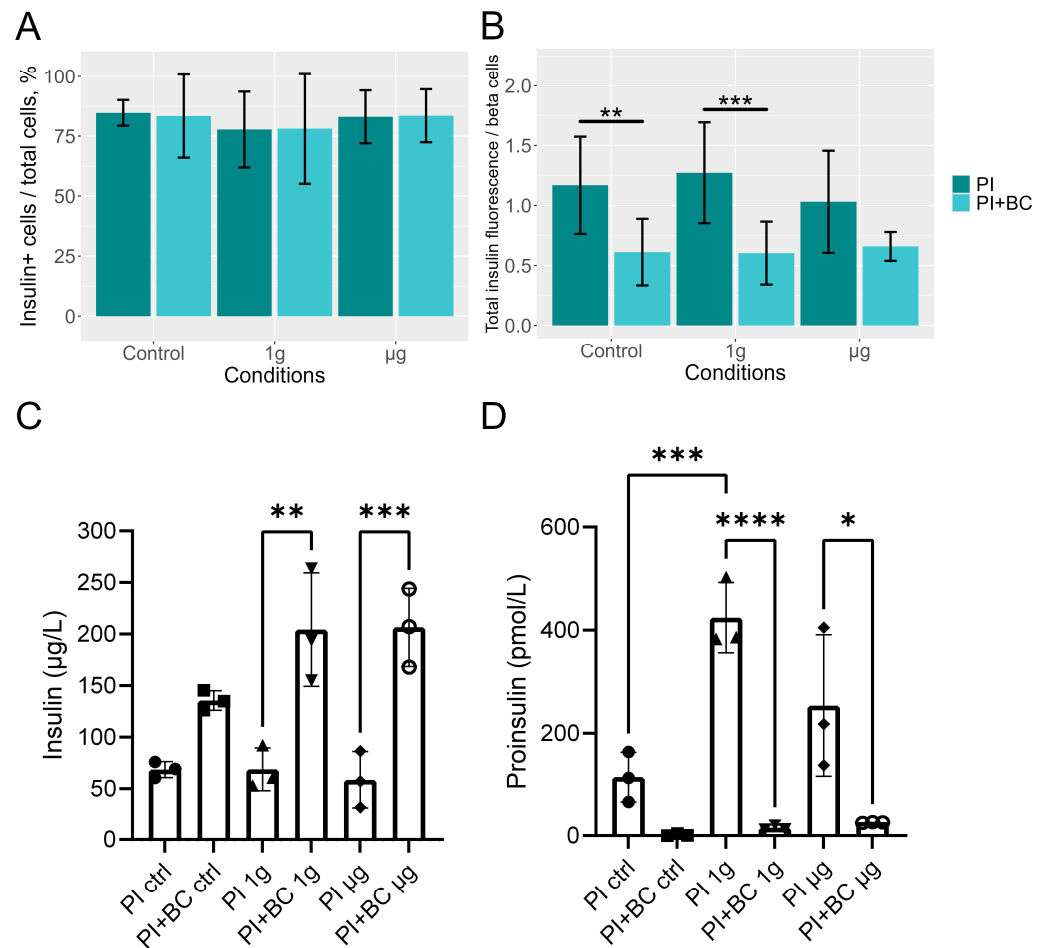 A
Insulin+ cells / total cells, %
100
75
50
25
0
Control
1g
µg
Conditions
B
Total insulin fluorescence / beta cells
2.0
1.5
1.0
0.5
0.0
**
***
Control
1g
µg
Conditions
PI
PI+BC
C
Insulin (µg/L)
300
250
200
150
100
50
0
**
***
PI ctrl
PI+BC ctrl
PI 1g
PI+BC 1g
PI µg
PI+BC µg
D
Proinsulin (pmol/L)
600
400
200
0
***
****
*
PI ctrl
PI+BC ctrl
PI 1g
PI+BC 1g
PI µg
PI+BC µg